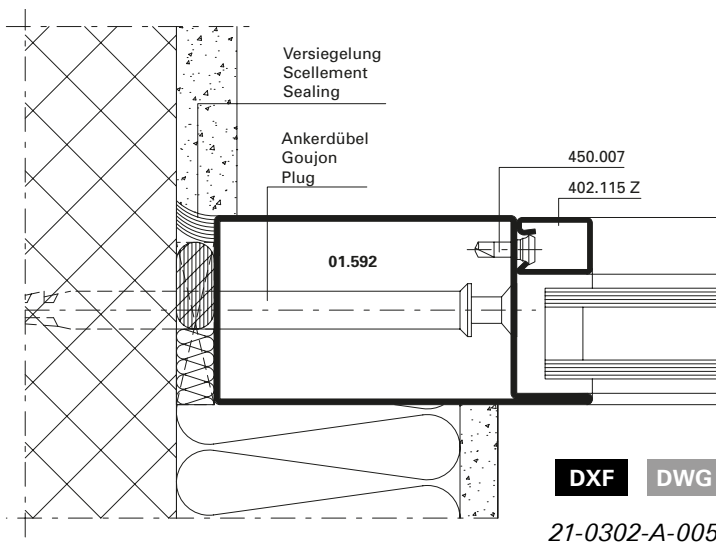 Versiegelung
Scellement
Sealing
Ankerdübel
Goujon
Plug
450.007
402.115 Z
01.592
DXF DWG
21-0302-A-005